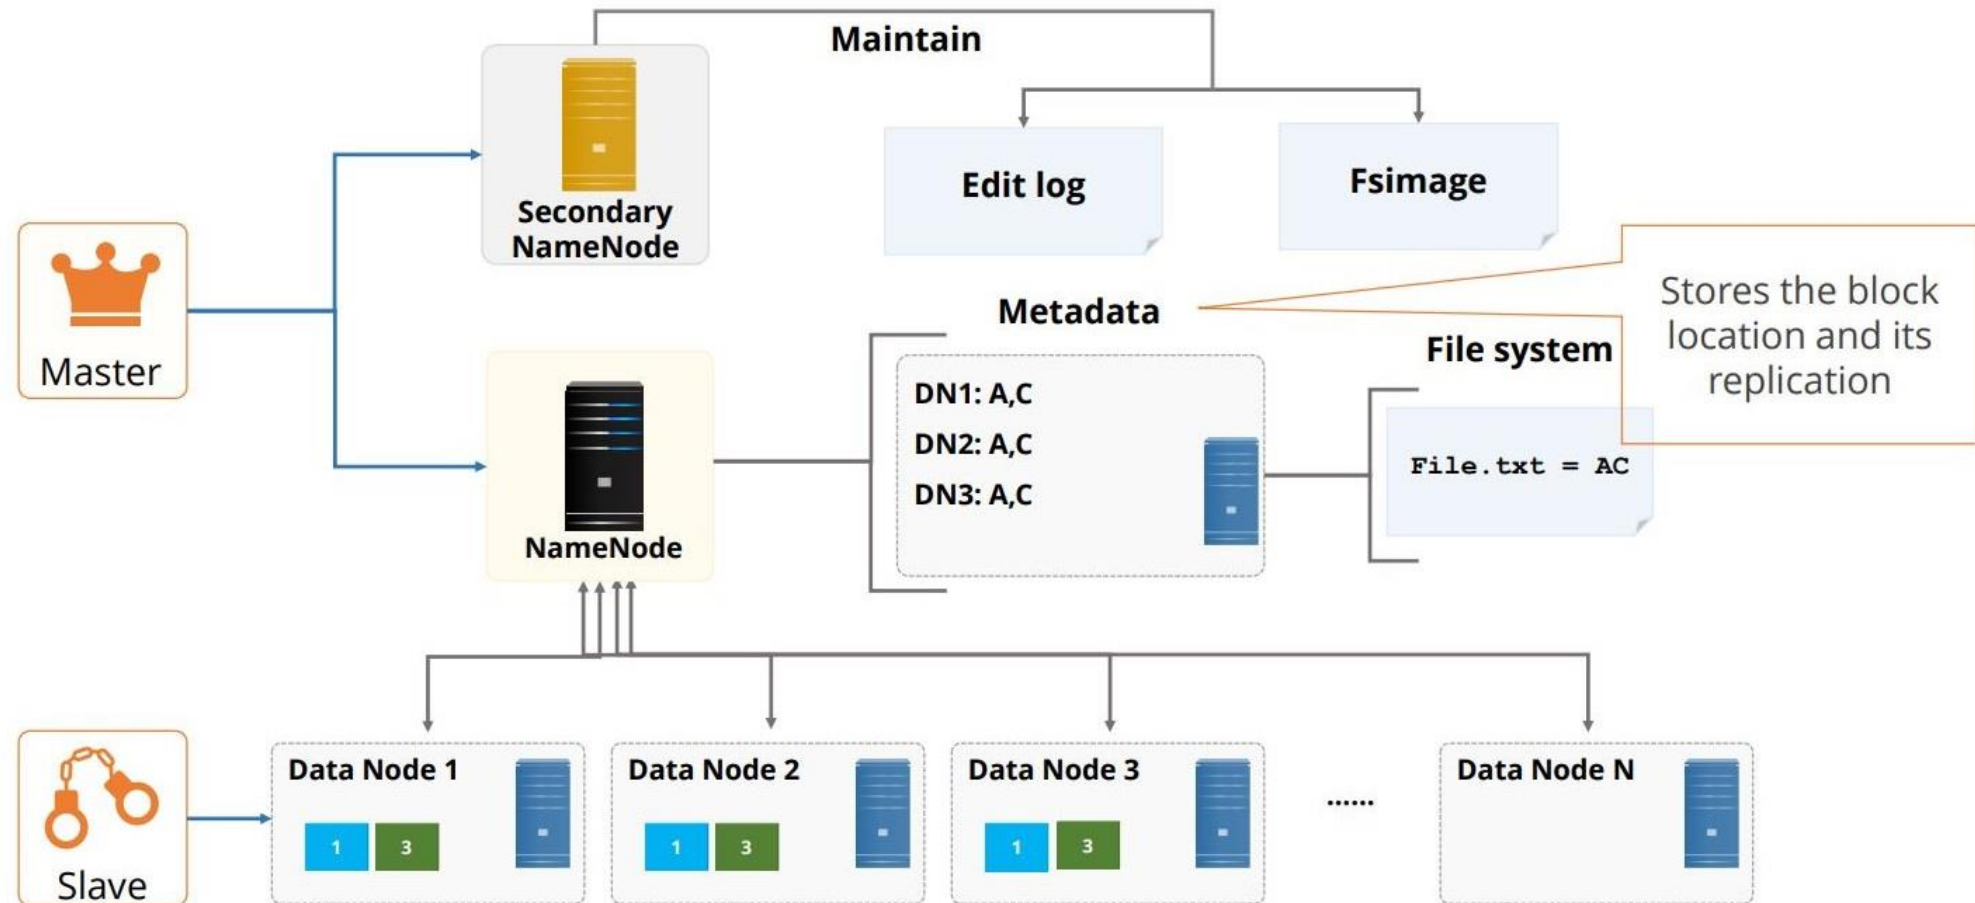 Maintain
Secondary
NameNode
Edit log
Fsimage
Master
Metadata
Stores the block
location and its
replication
File system
DN1: A,C
DN2: A,C
DN3: A,C
File.txt = AC
NameNode
Slave
Data Node 1
1 3
Data Node 2
1 3
Data Node 3
1 3
......
Data Node N